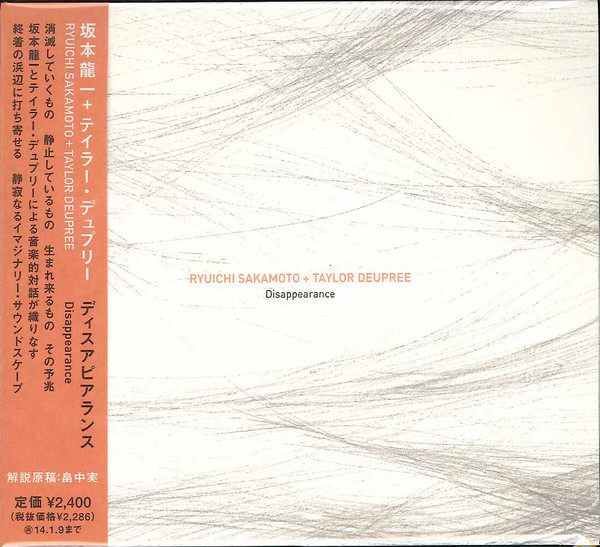 坂本龍一 + テイラー・デュプリー ディスアピアランス
RYUICHI SAKAMOTO + TAYLOR DEUPREE Disappearance
消滅していくもの 静止しているもの 生まれ来るもの その予兆
坂本龍一とテイラー・デュプリーによる音楽的対話が織りなす
終着の浜辺に打ち寄せる 静寂なるイマジナリー・サウンドスケープ
解説原稿:畠中実
定価 ¥2,400
(税抜価格¥2,286)
㊐14.1.9まで
RYUICHI SAKAMOTO + TAYLOR DEUPREE
Disappearance